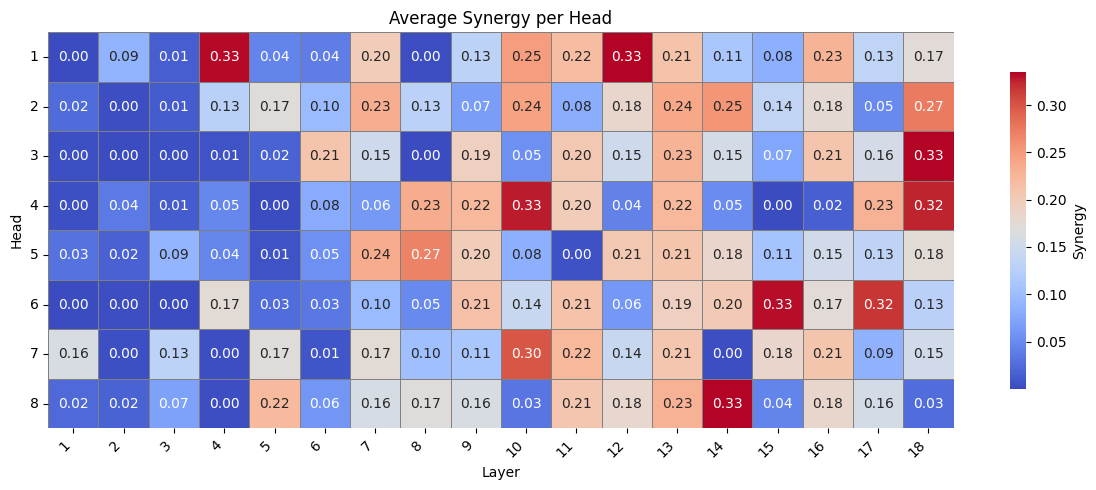 Average Synergy per Head
1 0.00 0.09 0.01 0.33 0.04 0.04 0.20 0.00 0.13 0.25 0.22 0.33 0.21 0.11 0.08 0.23 0.13 0.17
2 0.02 0.00 0.01 0.13 0.17 0.10 0.23 0.13 0.07 0.24 0.08 0.18 0.24 0.25 0.14 0.18 0.05 0.27
3 0.00 0.00 0.00 0.01 0.02 0.21 0.15 0.00 0.19 0.05 0.20 0.15 0.23 0.15 0.07 0.21 0.16 0.33
4 0.00 0.04 0.01 0.05 0.00 0.08 0.06 0.23 0.22 0.33 0.20 0.04 0.22 0.05 0.00 0.02 0.23 0.32
5 0.03 0.02 0.09 0.04 0.01 0.05 0.24 0.27 0.20 0.08 0.00 0.21 0.21 0.18 0.11 0.15 0.13 0.18
6 0.00 0.00 0.00 0.17 0.03 0.03 0.10 0.05 0.21 0.14 0.21 0.06 0.19 0.20 0.33 0.17 0.32 0.13
7 0.16 0.00 0.13 0.00 0.17 0.01 0.17 0.10 0.11 0.30 0.22 0.14 0.21 0.00 0.18 0.21 0.09 0.15
8 0.02 0.02 0.07 0.00 0.22 0.06 0.16 0.17 0.16 0.03 0.21 0.18 0.23 0.33 0.04 0.18 0.16 0.03
1 2 3 4 5 6 7 8 9 10 11 12 13 14 15 16 17 18
Layer
Head
0.30
0.25
0.20
0.15
0.10
0.05
Synergy